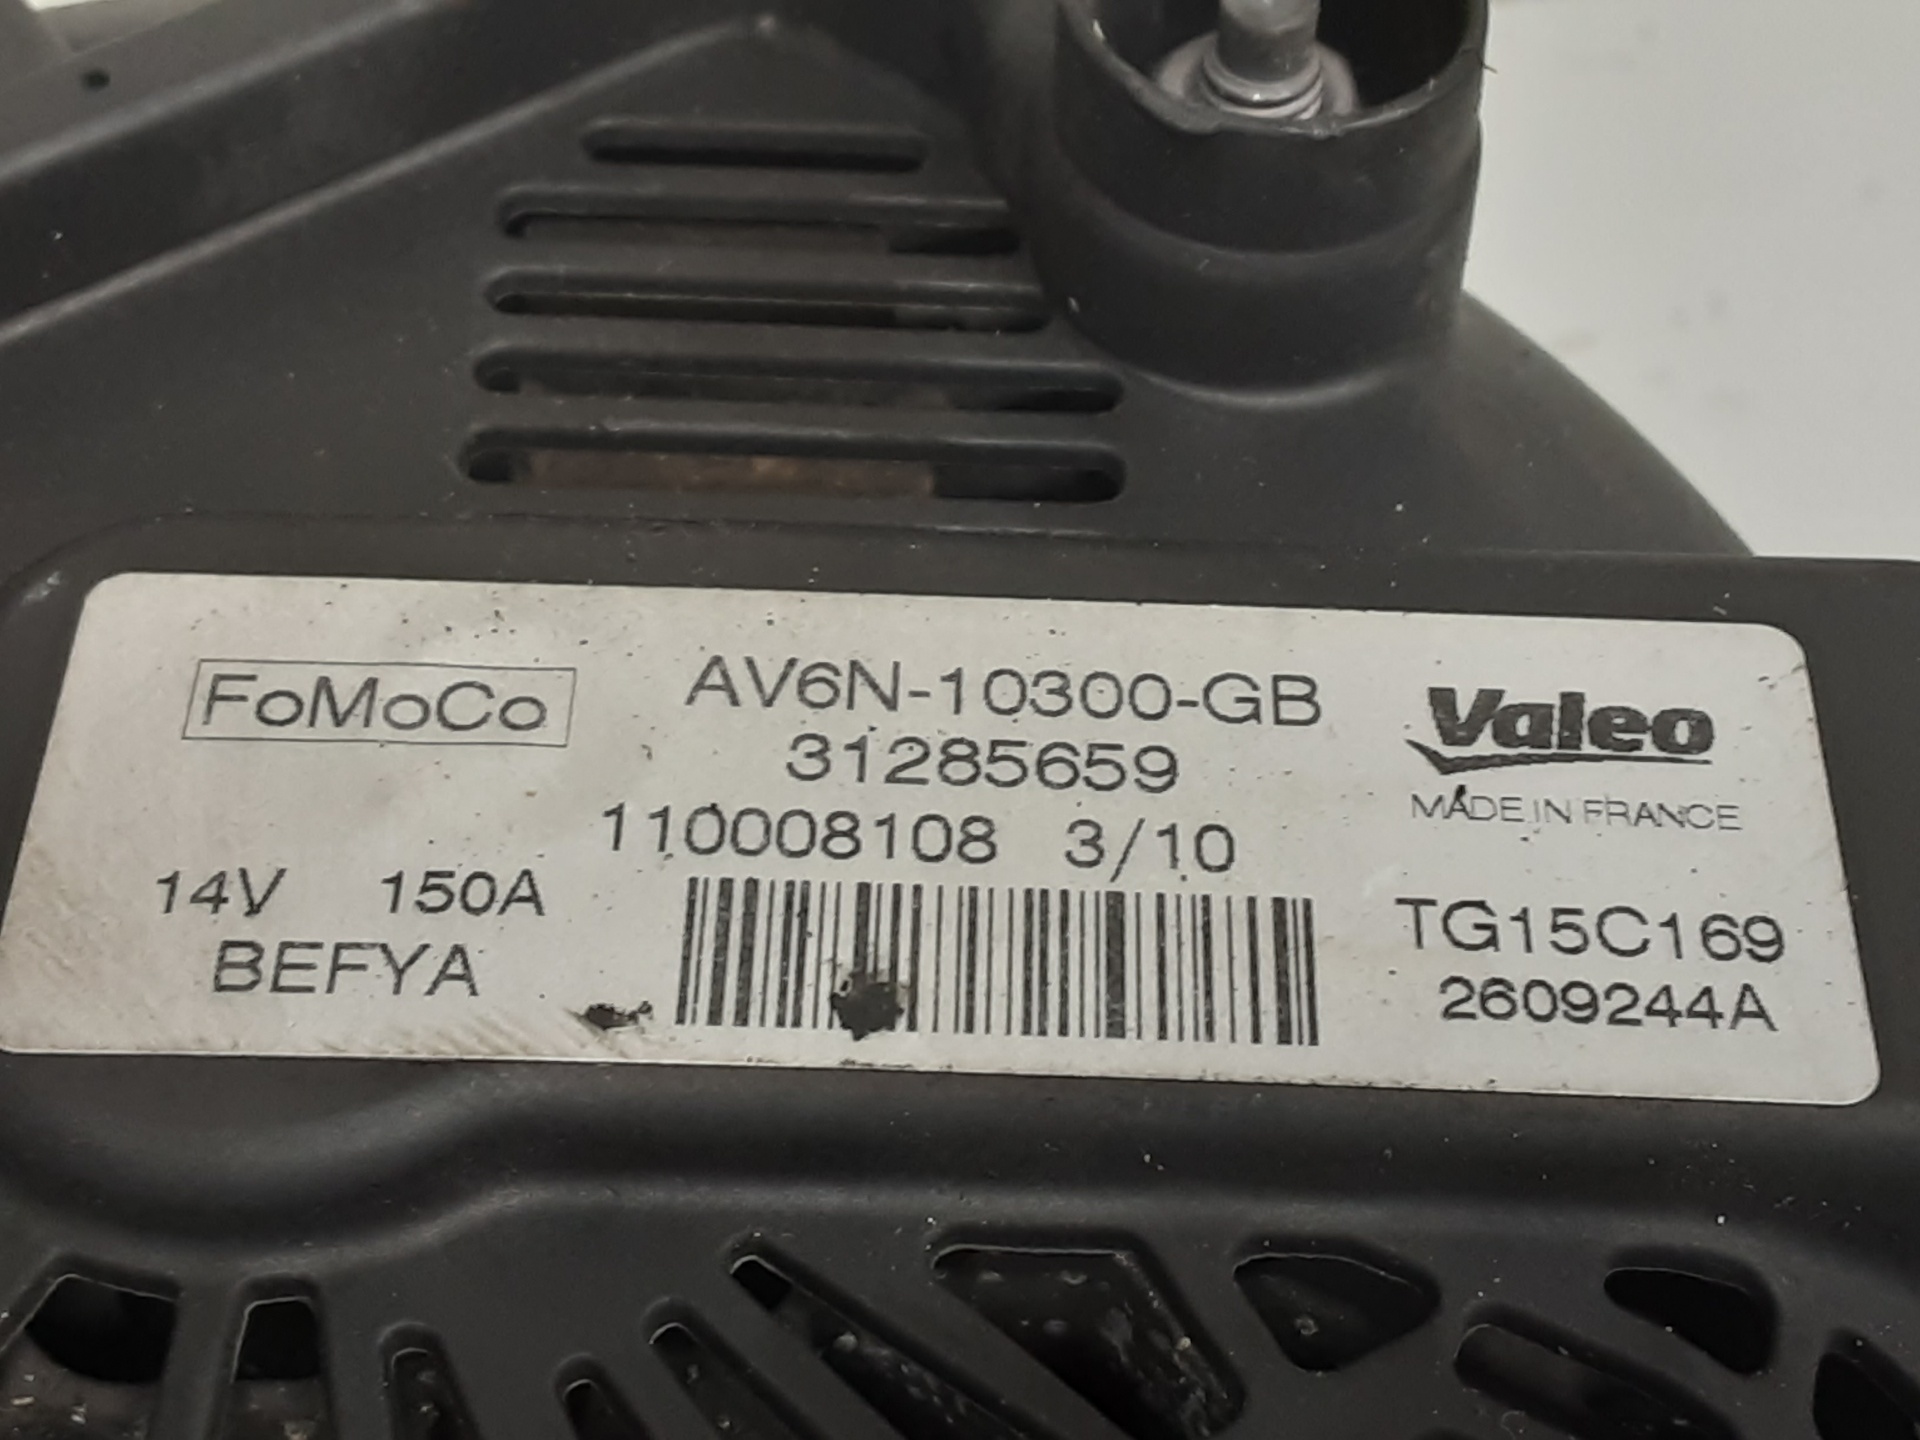 FoMoCo
AV6N-10300-GB
31285659
110008108 3/10
Valeo
MADE IN FRANCE
14V 150A
BEFYA
TG15C169
2609244A